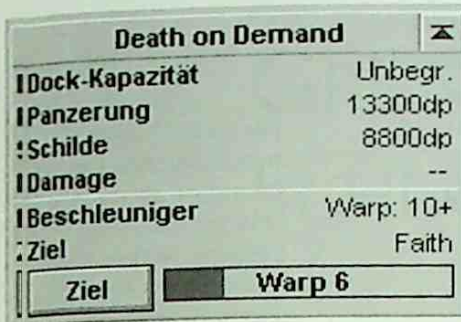 Death on Demand
Dock-Kapazität Unbegr.
Panzerung 13300dp
Schilde 8800dp
Damage --
Beschleuniger Warp: 10+
Ziel Faith
Ziel Warp 6